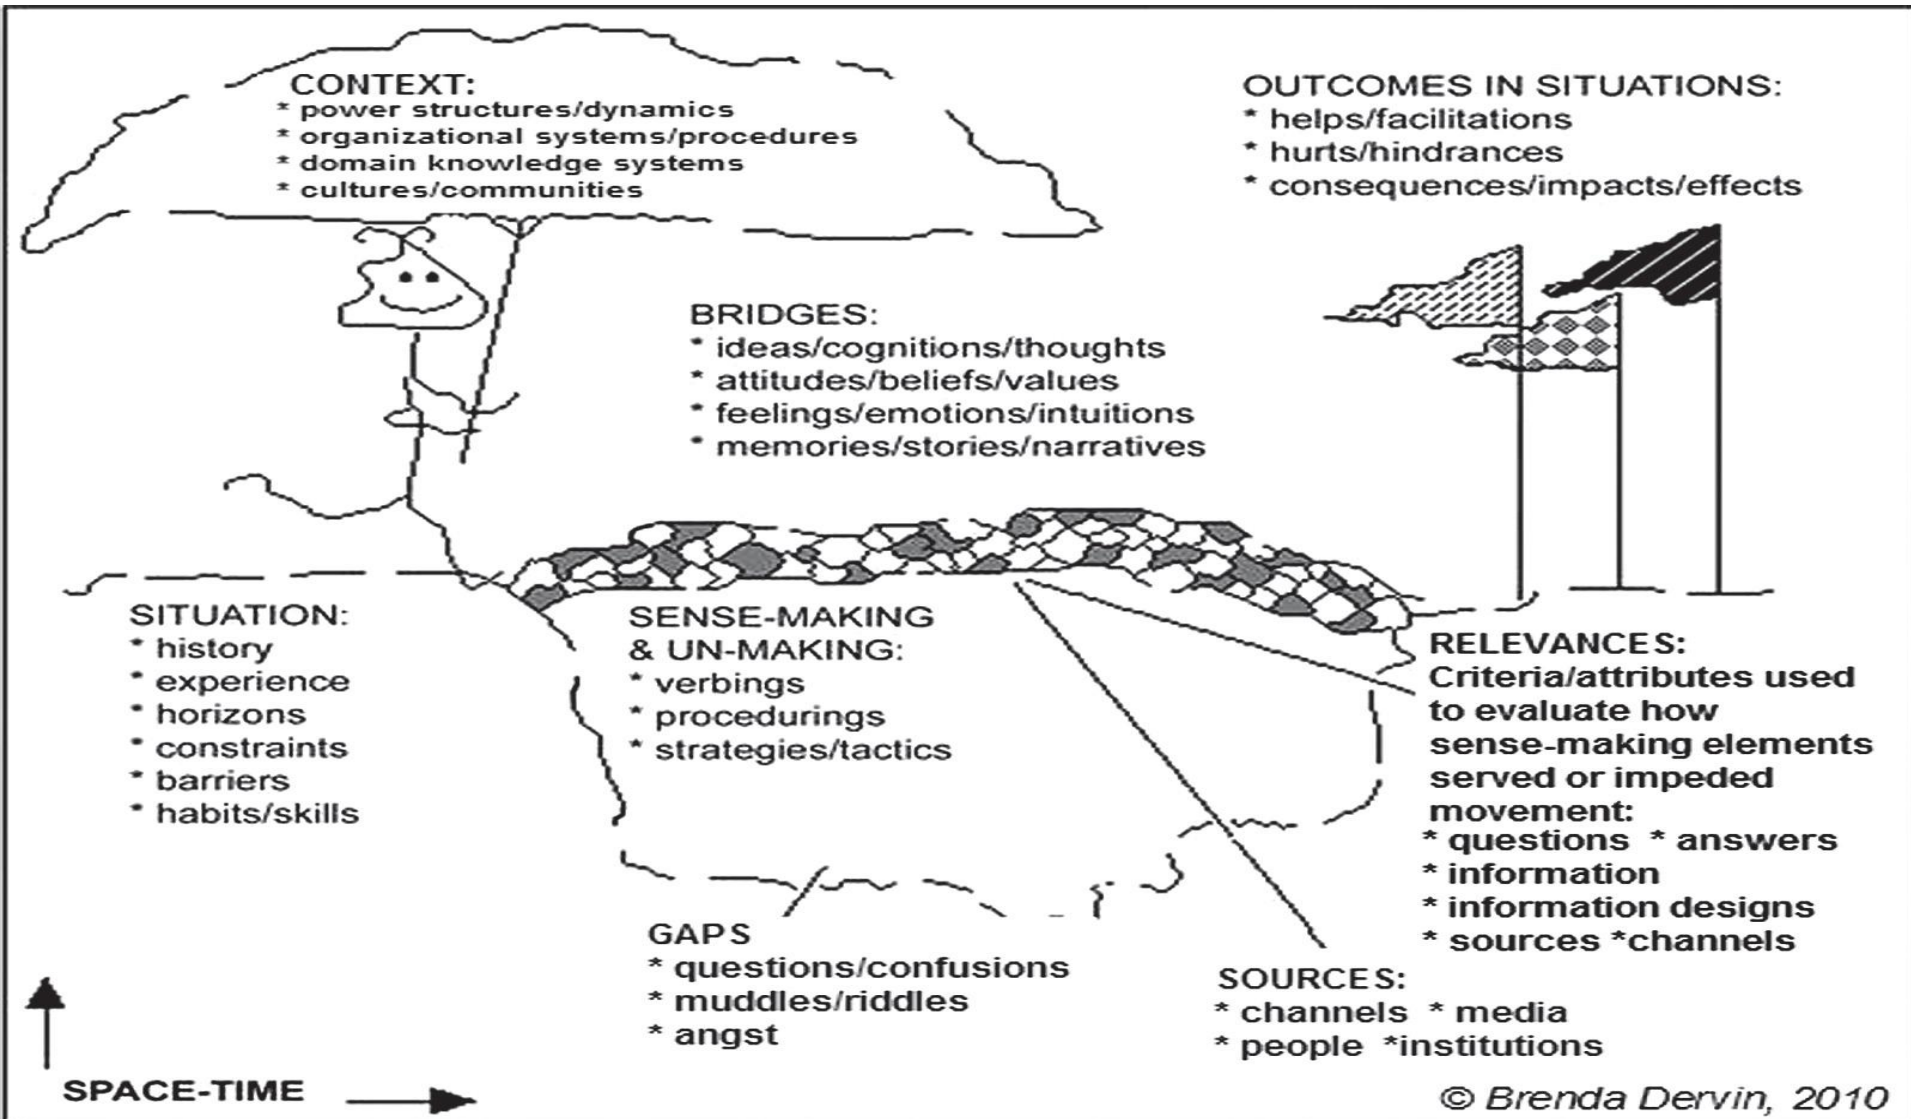 CONTEXT:
* power structures/dynamics
* organizational systems/procedures
* domain knowledge systems
* cultures/communities
OUTCOMES IN SITUATIONS:
* helps/facilitations
* hurts/hindrances
* consequences/impacts/effects
BRIDGES:
* ideas/cognitions/thoughts
* attitudes/beliefs/values
* feelings/emotions/intuitions
* memories/stories/narratives
SITUATION:
* history
* experience
* horizons
* constraints
* barriers
* habits/skills
SENSE-MAKING
& UN-MAKING:
* verbings
* procedurings
* strategies/tactics
RELEVANCES:
Criteria/attributes used
to evaluate how
sense-making elements
served or impeded
movement:
* questions * answers
* information
* information designs
* sources *channels
GAPS
* questions/confusions
* muddles/riddles
* angst
SOURCES:
* channels * media
* people *institutions
SPACE-TIME
© Brenda Dervin, 2010